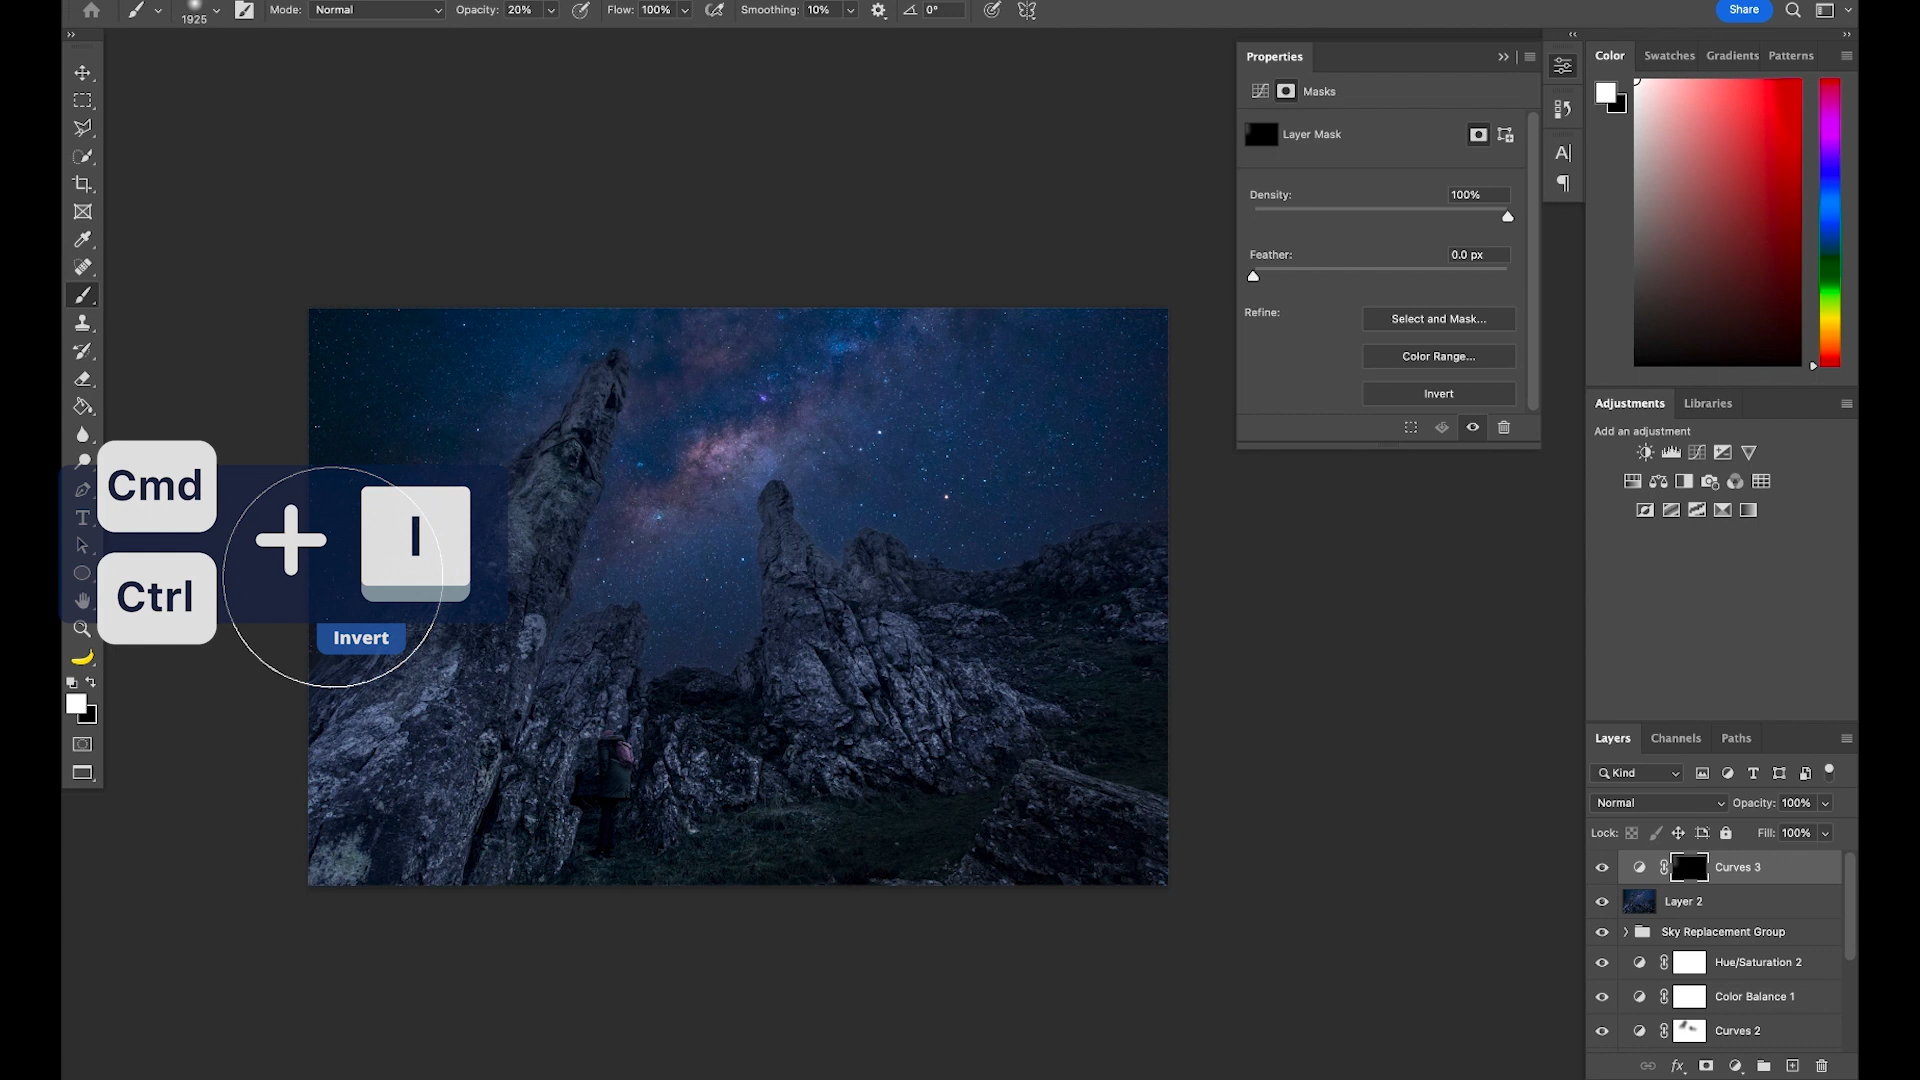 1925
Mode: Normal Opacity: 20% Flow: 100% Smoothing: 10% 0°
Share
Properties
Masks
Layer Mask
Density: 100%
Feather: 0.0 px
Refine:
Select and Mask...
Color Range...
Invert
Color Swatches Gradients Patterns
Adjustments Libraries
Add an adjustment
Cmd
Ctrl
+
I
Invert
Layers Channels Paths
Kind
Normal Opacity: 100%
Lock: Fill: 100%
Curves 3
Layer 2
Sky Replacement Group
Hue/Saturation 2
Color Balance 1
Curves 2
fx